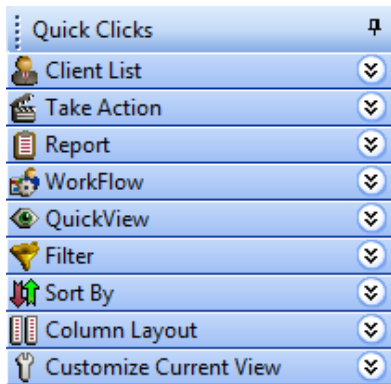 Quick Clicks
Client List
Take Action
Report
WorkFlow
QuickView
Filter
Sort By
Column Layout
Customize Current View